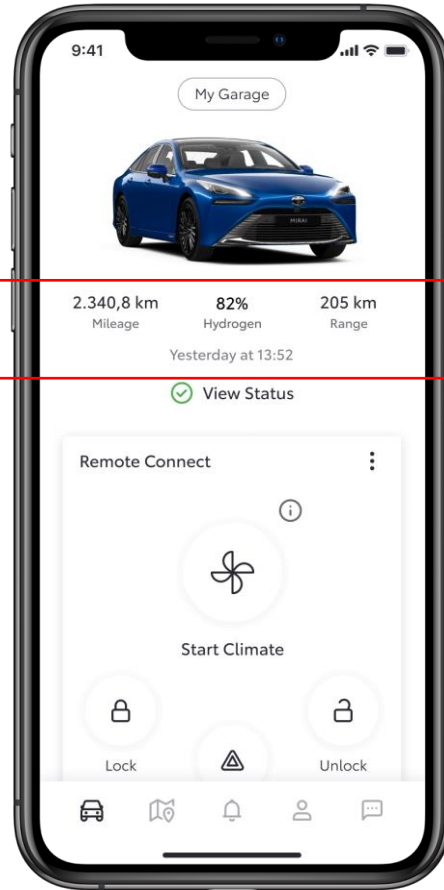 9:41
My Garage
MIRAI
2.340,8 km 82% 205 km
Mileage Hydrogen Range
Yesterday at 13:52
View Status
Remote Connect
Start Climate
Lock Unlock